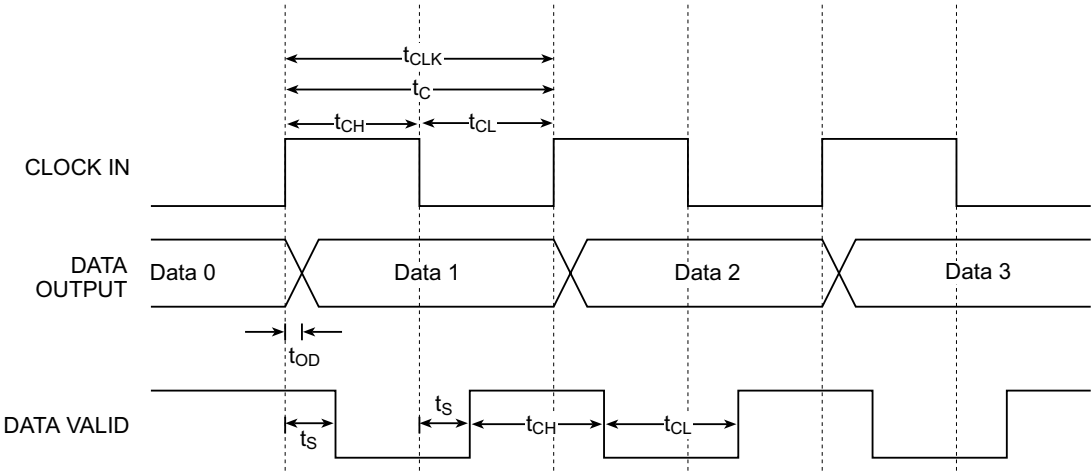 tCLK
tC
tCH
tCL
CLOCK IN
DATA
OUTPUT
Data 0
Data 1
Data 2
Data 3
tOD
DATA VALID
tS
tS
tCH
tCL